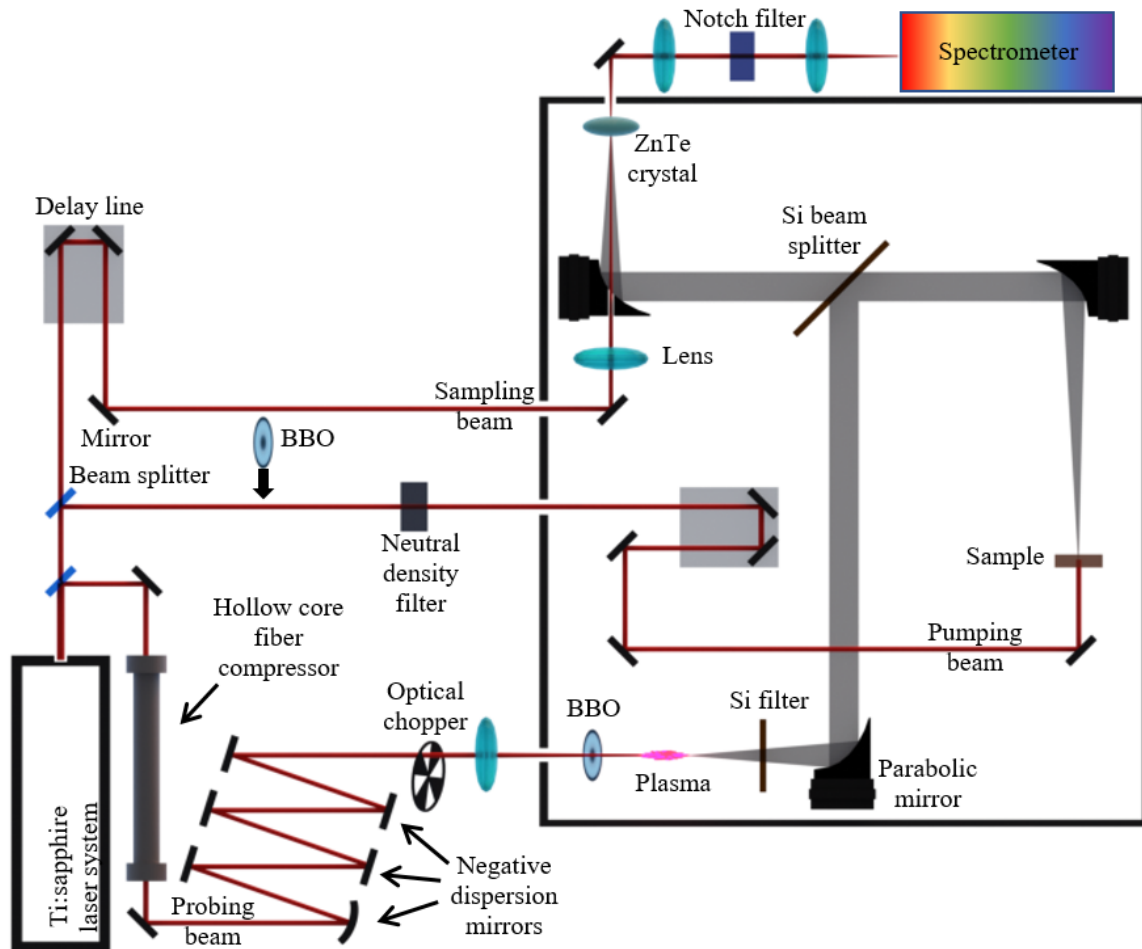 Notch filter
Spectrometer
ZnTe
crystal
Delay line
Si beam
splitter
Lens
Sampling
beam
Mirror
BBO
Beam splitter
Neutral
density
filter
Sample
Hollow core
fiber
compressor
Pumping
beam
Optical
chopper
BBO
Si filter
Plasma
Parabolic
mirror
Ti:sapphire
laser system
Negative
dispersion
mirrors
Probing
beam